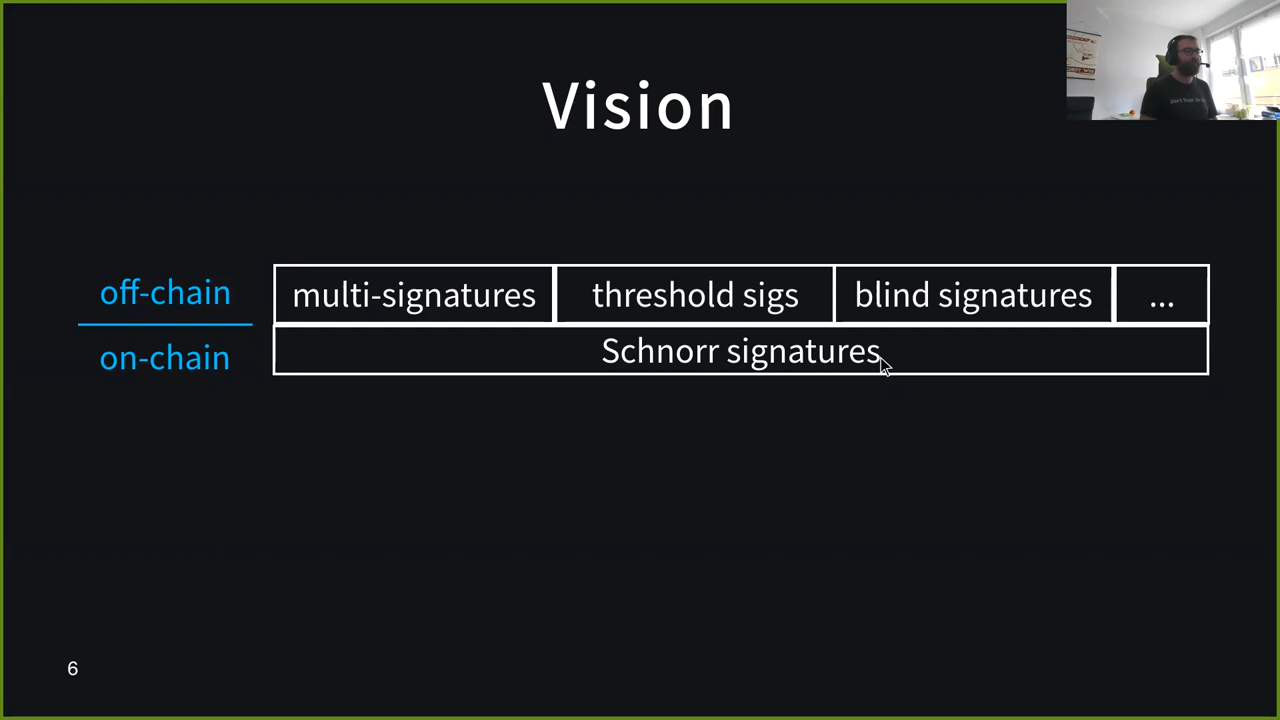 Vision
off-chain
multi-signatures
threshold sigs
blind signatures
...
on-chain
Schnorr signatures
6